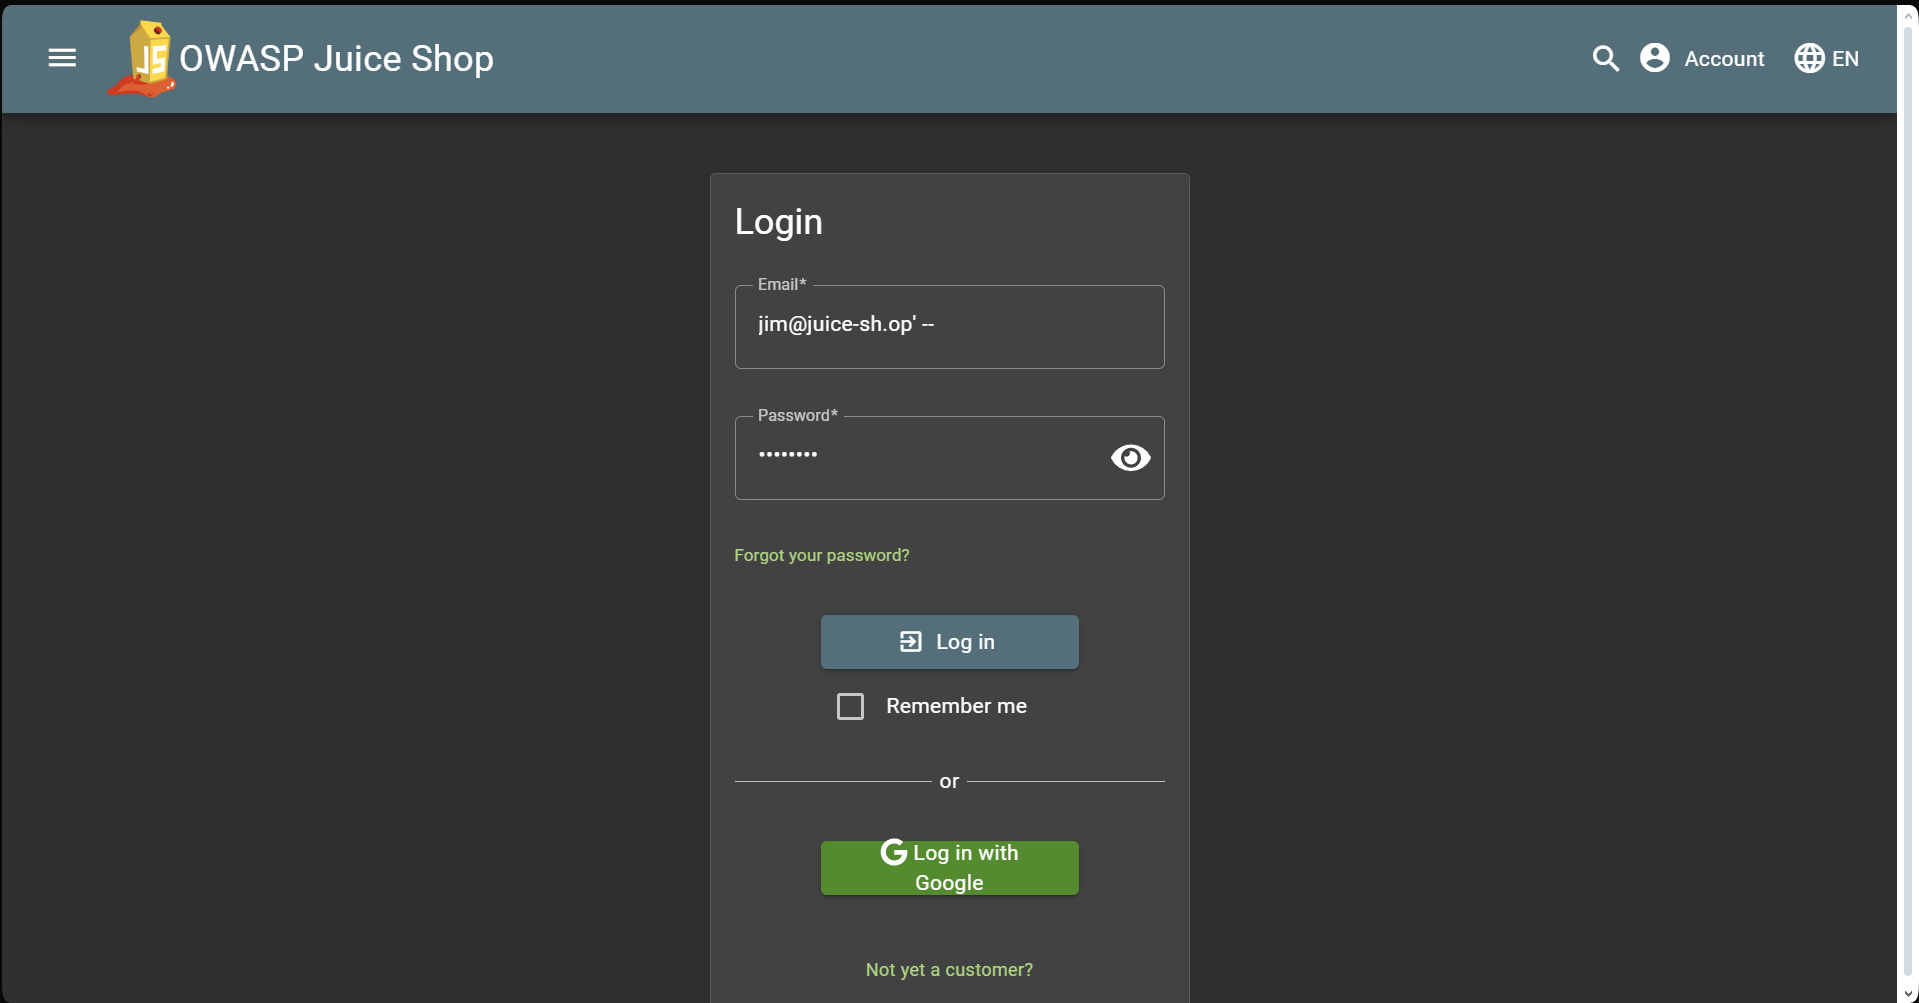 JS OWASP Juice Shop
Account
EN
Login
Email*
jim@juice-sh.op' --
Password*
••••••••
Forgot your password?
Log in
Remember me
or
G Log in with
Google
Not yet a customer?